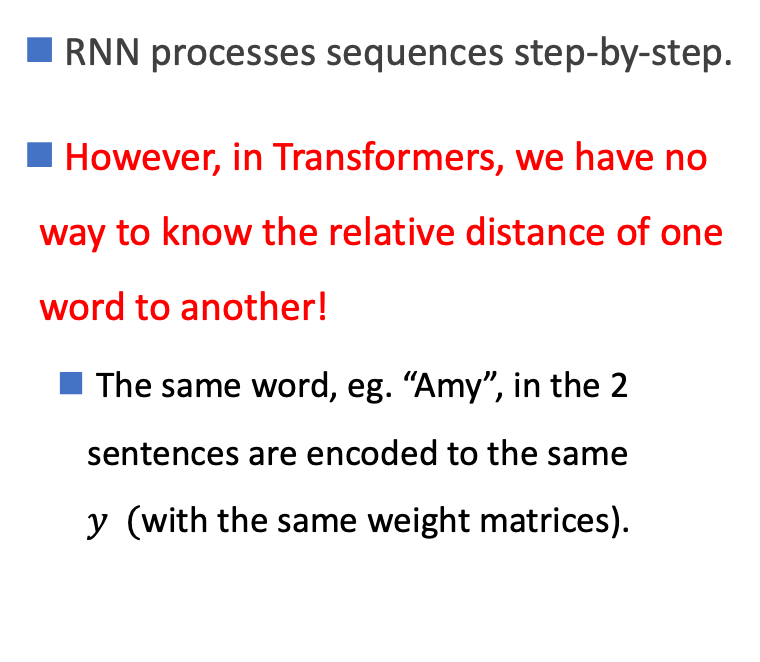 RNN processes sequences step-by-step.
However, in Transformers, we have no
way to know the relative distance of one
word to another!
The same word, eg. “Amy”, in the 2
sentences are encoded to the same
y (with the same weight matrices).